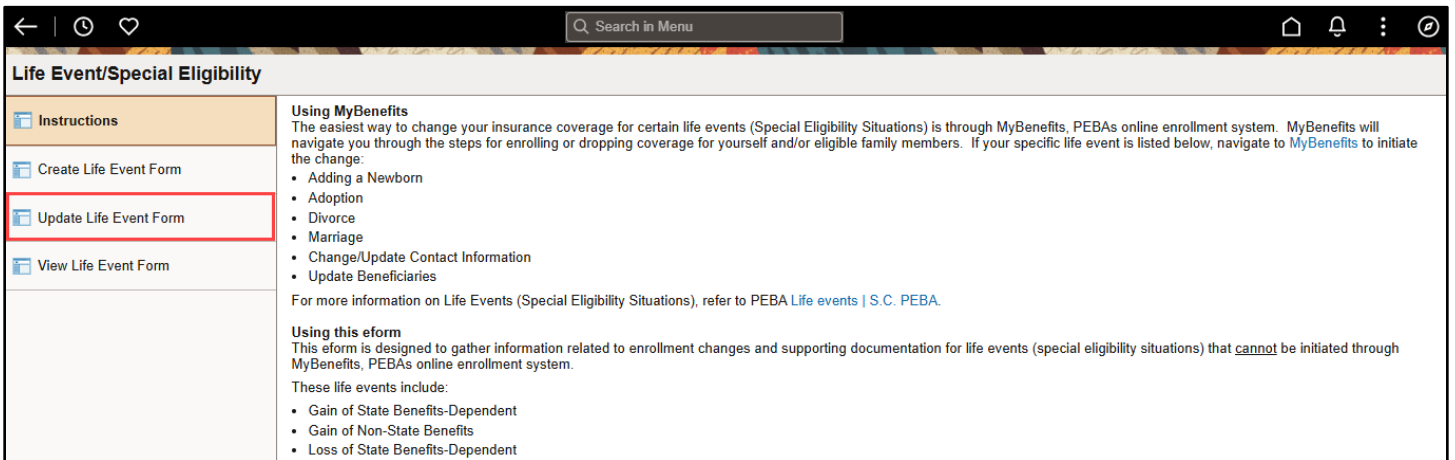 Search in Menu
Life Event/Special Eligibility
Instructions
Create Life Event Form
Update Life Event Form
View Life Event Form
Using MyBenefits
The easiest way to change your insurance coverage for certain life events (Special Eligibility Situations) is through MyBenefits, PEBAs online enrollment system. MyBenefits will
navigate you through the steps for enrolling or dropping coverage for yourself and/or eligible family members. If your specific life event is listed below, navigate to MyBenefits to initiate
the change:
• Adding a Newborn
• Adoption
• Divorce
• Marriage
• Change/Update Contact Information
• Update Beneficiaries
For more information on Life Events (Special Eligibility Situations), refer to PEBA Life events | S.C. PEBA.
Using this eform
This eform is designed to gather information related to enrollment changes and supporting documentation for life events (special eligibility situations) that cannot be initiated through
MyBenefits, PEBAs online enrollment system.
These life events include:
• Gain of State Benefits-Dependent
• Gain of Non-State Benefits
• Loss of State Benefits-Dependent